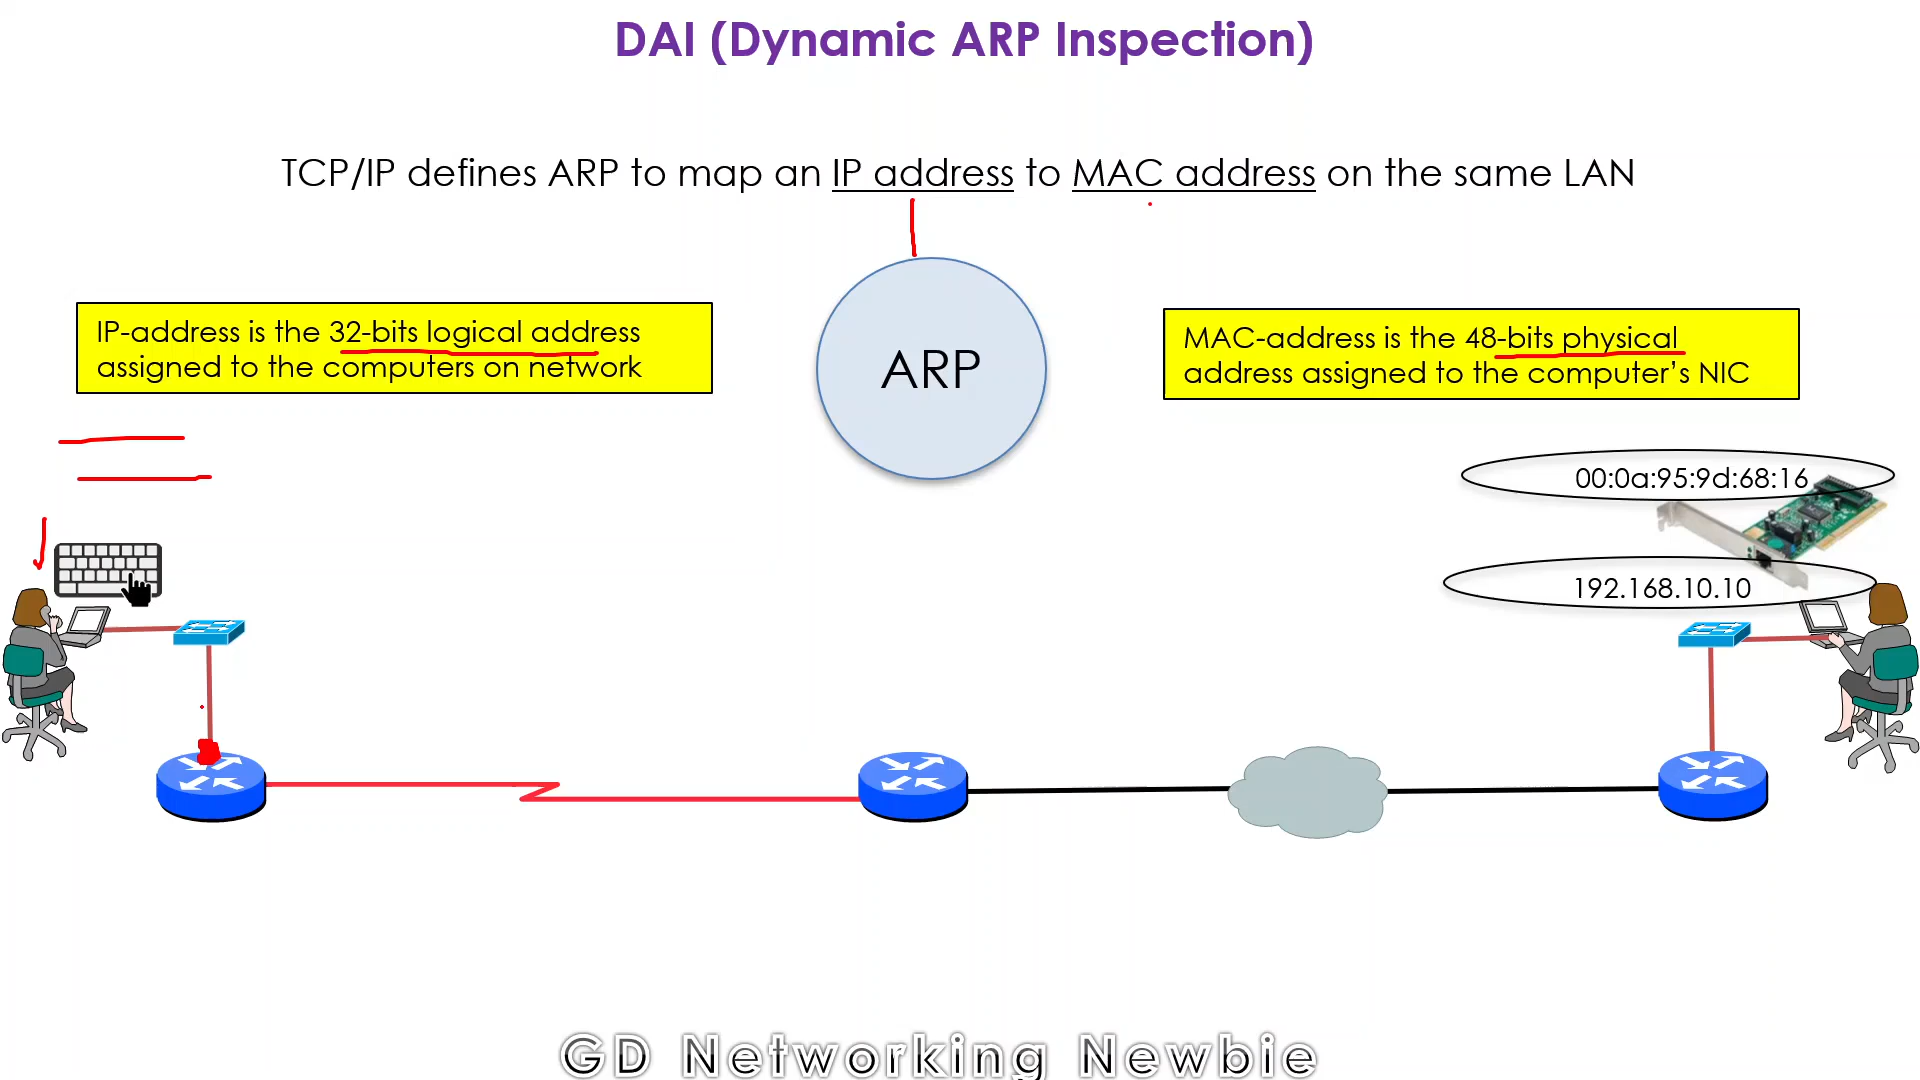 DAI (Dynamic ARP Inspection)
TCP/IP defines ARP to map an IP address to MAC address on the same LAN
IP-address is the 32-bits logical address
assigned to the computers on network
ARP
MAC-address is the 48-bits physical
address assigned to the computer’s NIC
00:0a:95:9d:68:16
192.168.10.10
GD Networking Newbie